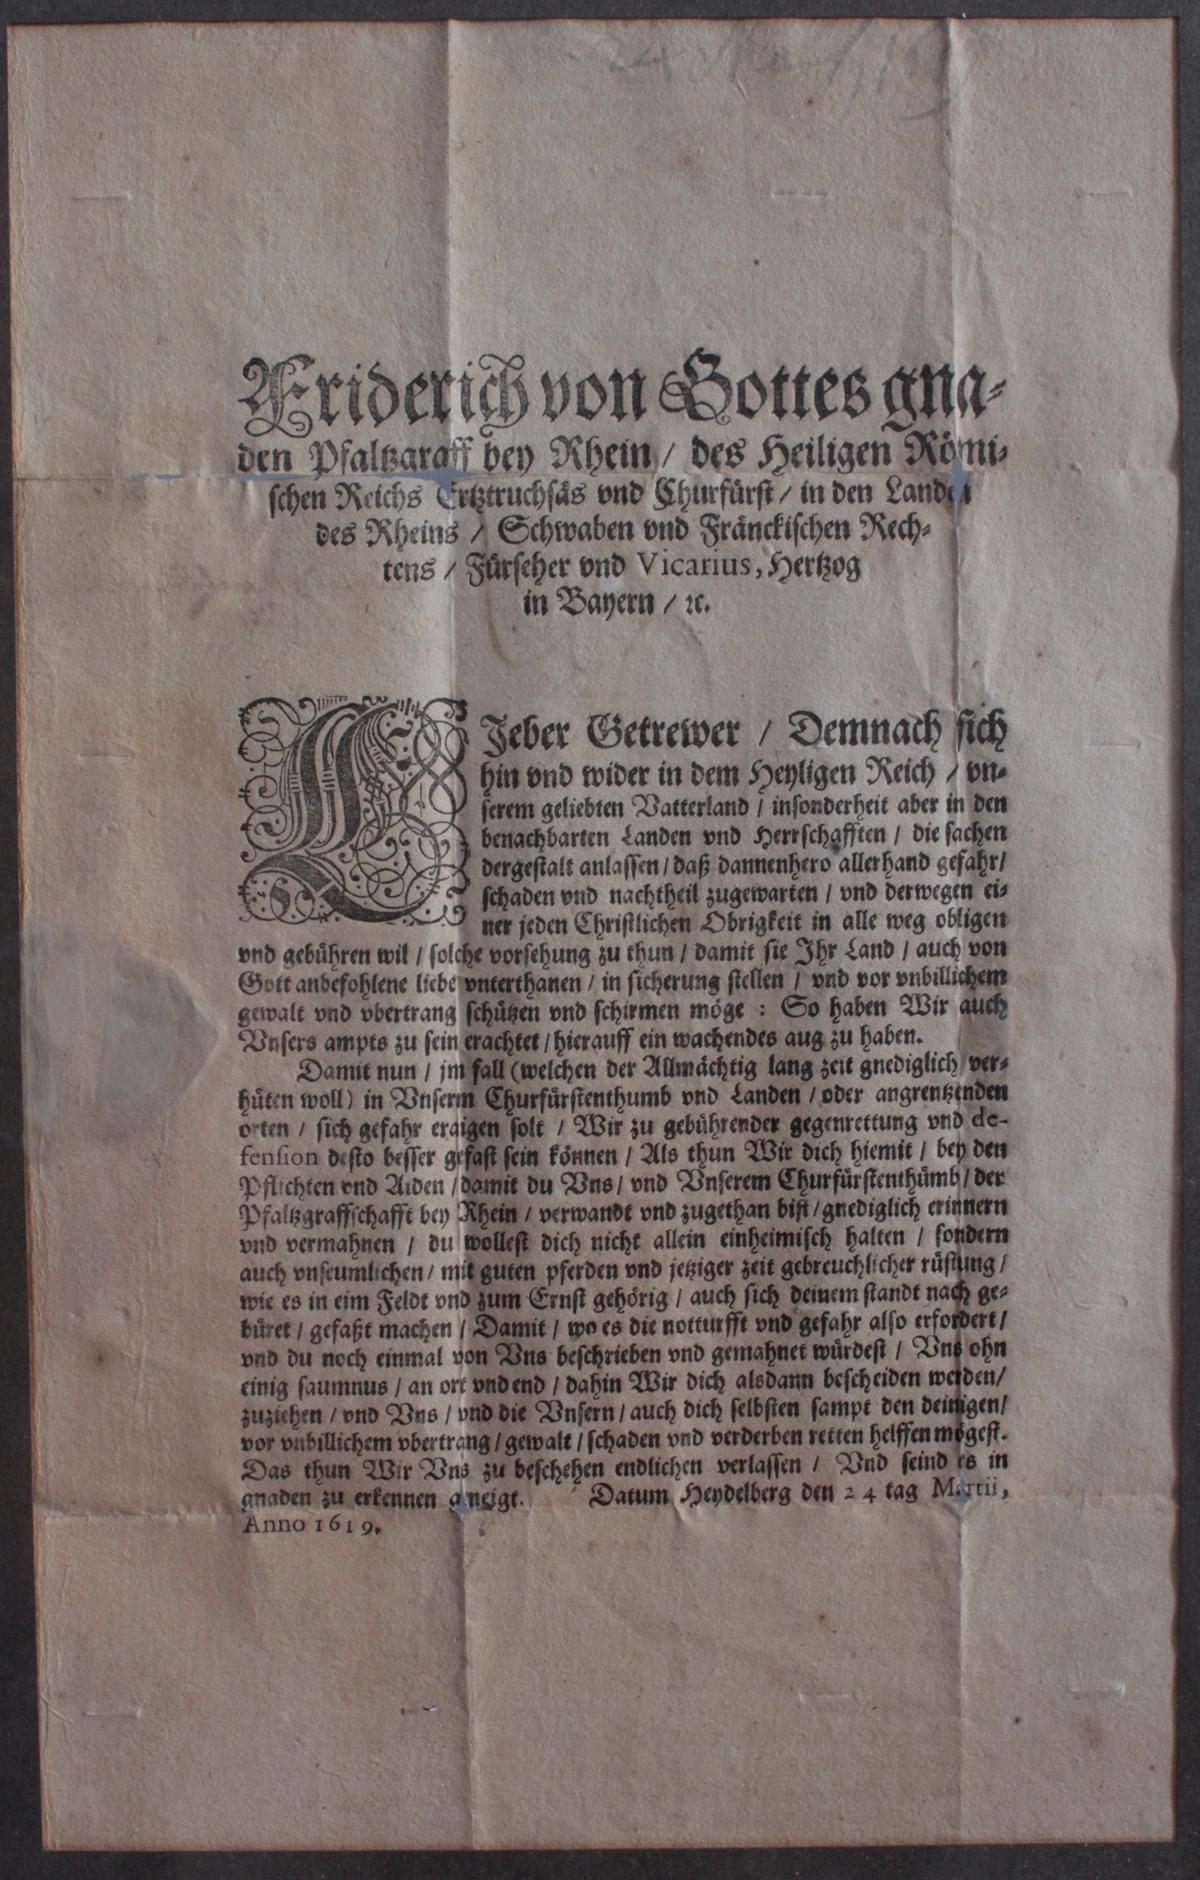 Friderich von Gottes gna-
den Pfaltzgraff bey Rhein / des Heiligen Römi-
schen Reichs Ertztruchsäs vnd Churfürst / in den Landen
des Rheins / Schwaben vnd Fränckischen Rech-
tens / Fürseher vnd Vicarius, Hertzog
in Bayern / ꝛc.
LJeber Getrewer / Demnach sich
hin vnd wider in dem Heyligen Reich / vn-
serem geliebten Vatterland / insonderheit aber in den
benachbarten Landen vnd Herrschafften / die sachen
dergestalt anlassen / daß dannenhero allerhand gefahr /
schaden vnd nachtheil zugewarten / vnd derwegen ei-
ner jeden Christlichen Obrigkeit in alle weg obligen
vnd gebühren wil / solche vorsehung zu thun / damit sie Ihr Land / auch von
Gott anbefohlene liebe vnterthanen / in sicherung stellen / vnd vor vnbillichem
gewalt vnd vbertrang schützen vnd schirmen möge : So haben Wir auch
Vnsers ampts zu sein erachtet / hierauff ein wachendes aug zu haben.
Damit nun / jm fall (welchen der Allmächtig lang zeit gnediglich ver-
hüten woll) in Vnserm Churfürstenthumb vnd Landen / oder angrentzenden
orten / sich gefahr eraigen solt / Wir zu gebührender gegenrettung vnd de-
fension desto besser gefast sein können / Als thun Wir dich hiemit / bey den
Pflichten vnd Aiden / damit du Vns / vnd Vnserem Churfürstenthümb / der
Pfaltzgraffschafft bey Rhein / verwandt vnd zugethan bist / gnediglich erinnern
vnd vermahnen / du wollest dich nicht allein einheimisch halten / sondern
auch vnseumlichen / mit guten pferden vnd jetziger zeit gebreuchlicher rüstung /
wie es in eim Feldt vnd zum Ernst gehörig / auch sich deinem standt nach ge-
büret / gefaßt machen / Damit / wo es die notturfft vnd gefahr also erfordert /
vnd du noch einmal von Vns beschrieben vnd gemahnet würdest / Vns ohn
einig saumnus / an ort vnd end / dahin Wir dich alsdann bescheiden werden /
zuziehen / vnd Vns / vnd die Vnsern / auch dich selbsten sampt den deinigen /
vor vnbillichem vbertrang / gewalt / schaden vnd verderben retten helffen mögest.
Das thun Wir Vns zu beschehen endlichen verlassen / Vnd seind es in
gnaden zu erkennen geneigt. Datum Heydelberg den 24 tag Martii,
Anno 1619.